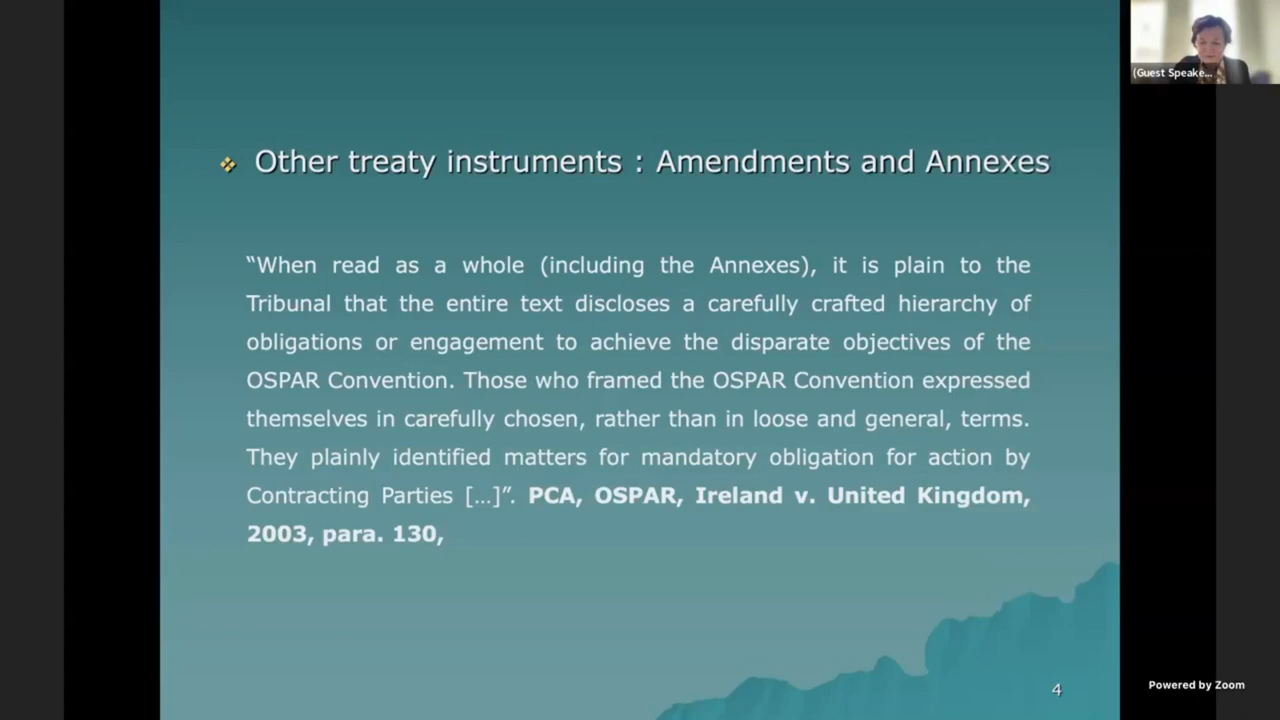 (Guest Speake...
Other treaty instruments : Amendments and Annexes
“When read as a whole (including the Annexes), it is plain to the
Tribunal that the entire text discloses a carefully crafted hierarchy of
obligations or engagement to achieve the disparate objectives of the
OSPAR Convention. Those who framed the OSPAR Convention expressed
themselves in carefully chosen, rather than in loose and general, terms.
They plainly identified matters for mandatory obligation for action by
Contracting Parties […]”. PCA, OSPAR, Ireland v. United Kingdom,
2003, para. 130,
4
Powered by Zoom